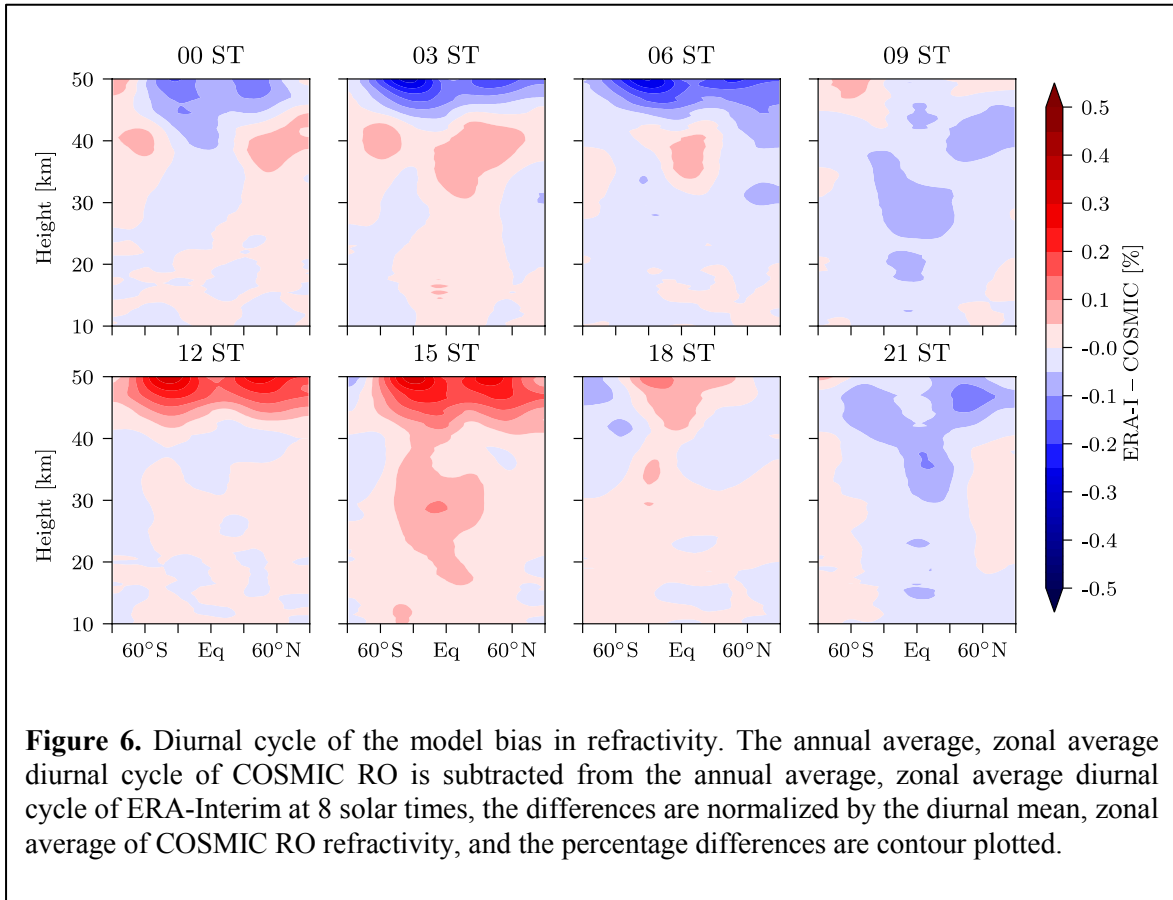 00 ST
03 ST
06 ST
09 ST
50
40
30
20
10
Height [km]
12 ST
15 ST
18 ST
21 ST
50
40
30
20
10
Height [km]
60°S Eq 60°N
60°S Eq 60°N
60°S Eq 60°N
60°S Eq 60°N
0.5
0.4
0.3
0.2
0.1
-0.0
-0.1
-0.2
-0.3
-0.4
-0.5
ERA-I − COSMIC [%]
Figure 6. Diurnal cycle of the model bias in refractivity. The annual average, zonal average
diurnal cycle of COSMIC RO is subtracted from the annual average, zonal average diurnal
cycle of ERA-Interim at 8 solar times, the differences are normalized by the diurnal mean, zonal
average of COSMIC RO refractivity, and the percentage differences are contour plotted.